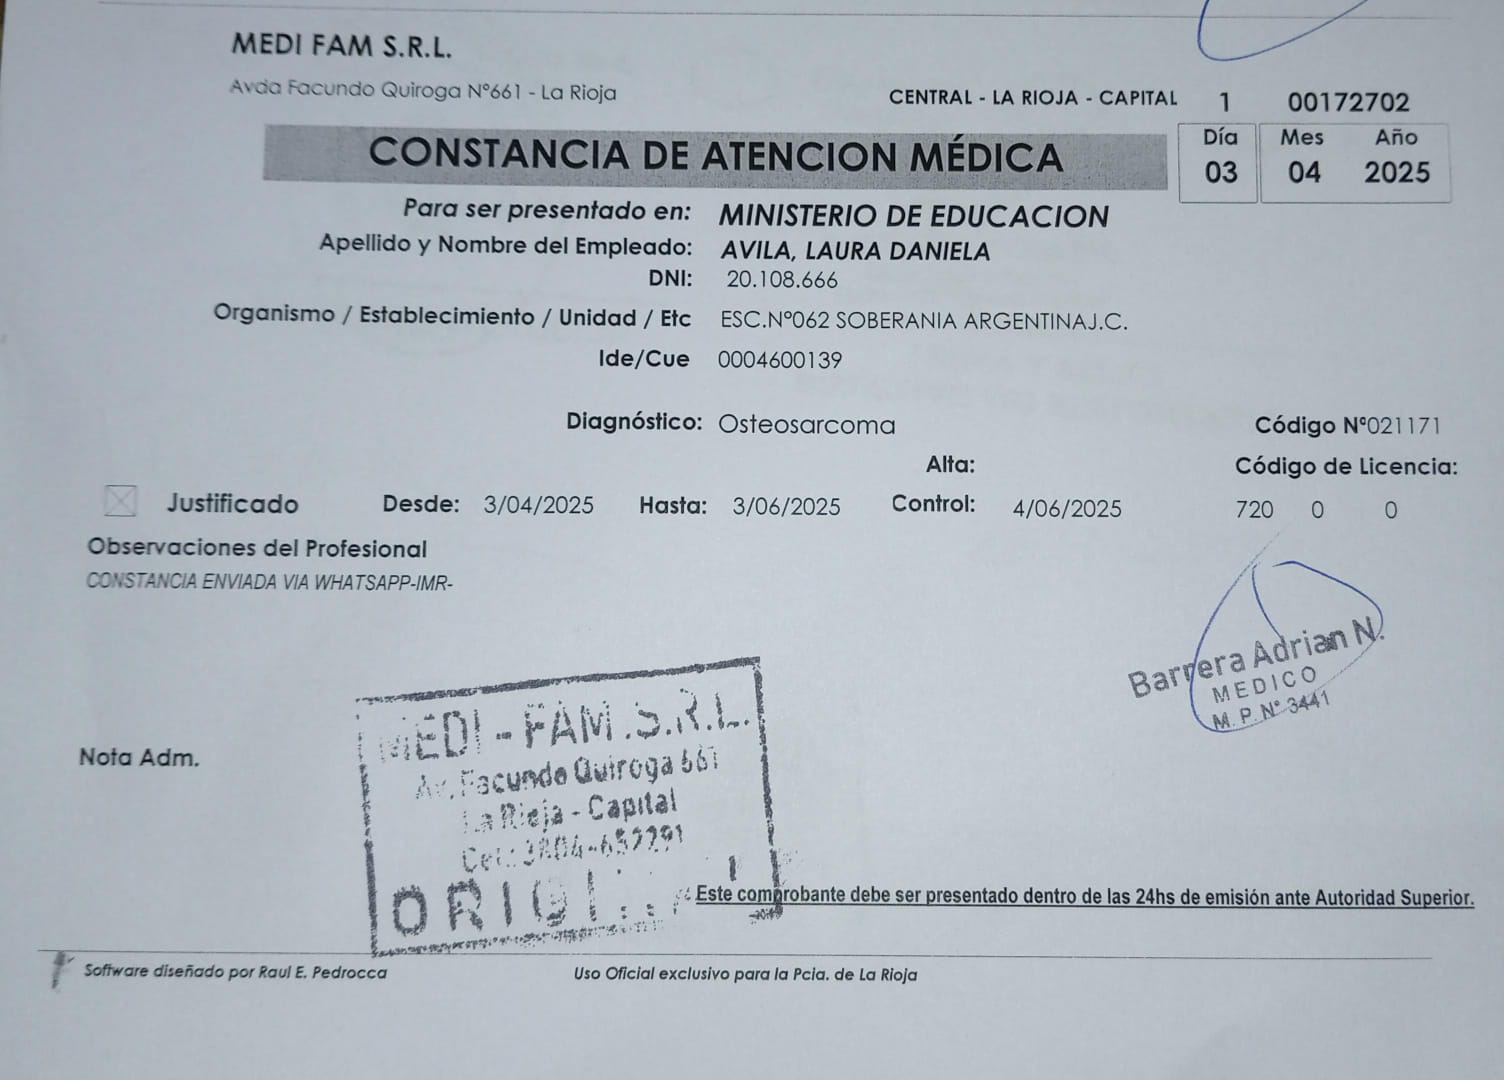 MEDI FAM S.R.L.
Avda Facundo Quiroga N°661 - La Rioja
CENTRAL - LA RIOJA - CAPITAL 1 00172702
CONSTANCIA DE ATENCION MÉDICA
Día Mes Año
03 04 2025
Para ser presentado en: MINISTERIO DE EDUCACION
Apellido y Nombre del Empleado: AVILA, LAURA DANIELA
DNI: 20.108.666
Organismo / Establecimiento / Unidad / Etc ESC.N°062 SOBERANIA ARGENTINAJ.C.
Ide/Cue 0004600139
Diagnóstico: Osteosarcoma Código N°021171
Alta: Código de Licencia:
Justificado Desde: 3/04/2025 Hasta: 3/06/2025 Control: 4/06/2025 720 0 0
Observaciones del Profesional
CONSTANCIA ENVIADA VIA WHATSAPP-IMR-
Barrera Adrian N.
MEDICO
M. P. N° 3441
MEDI - FAM.S.R.L.
Av. Facundo Quiroga 661
La Rioja - Capital
Cel.: 3804-657291
Nota Adm.
Este comprobante debe ser presentado dentro de las 24hs de emisión ante Autoridad Superior.
Software diseñado por Raul E. Pedrocca
Uso Oficial exclusivo para la Pcia. de La Rioja